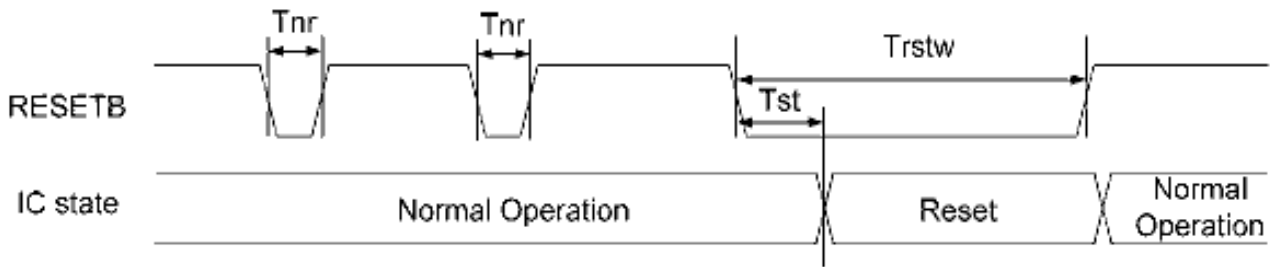 Tnr
Tnr
Trstw
RESETB
Tst
IC state
Normal Operation
Reset
Normal
Operation